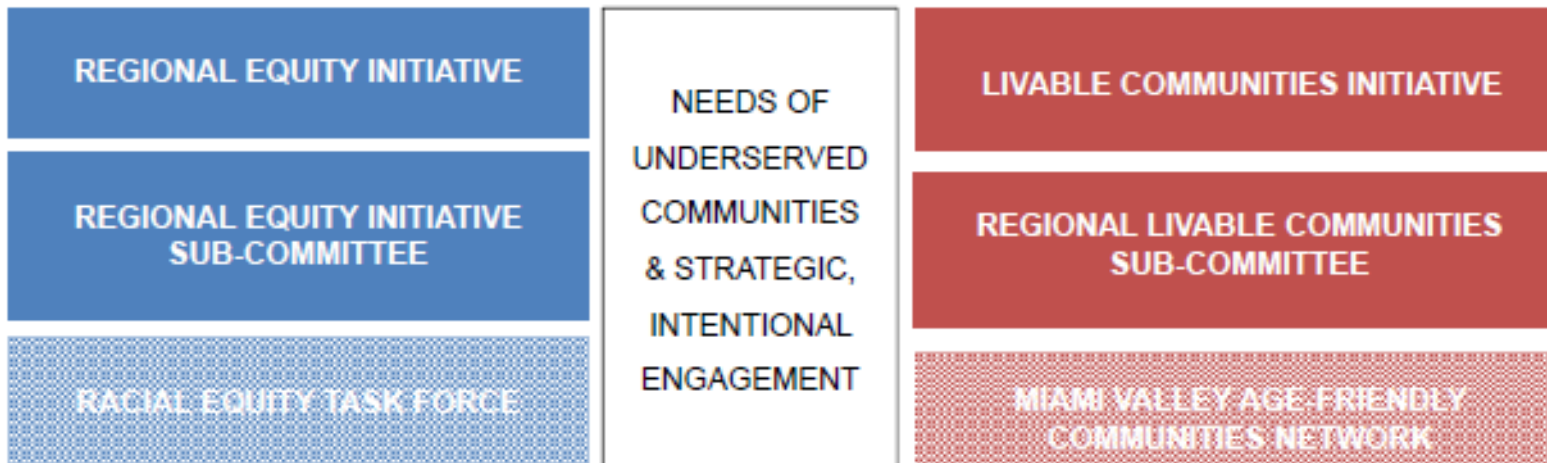 REGIONAL EQUITY INITIATIVE
REGIONAL EQUITY INITIATIVE
SUB-COMMITTEE
RACIAL EQUITY TASK FORCE
NEEDS OF
UNDERSERVED
COMMUNITIES
& STRATEGIC,
INTENTIONAL
ENGAGEMENT
LIVABLE COMMUNITIES INITIATIVE
REGIONAL LIVABLE COMMUNITIES
SUB-COMMITTEE
MIAMI VALLEY AGE-FRIENDLY
COMMUNITIES NETWORK